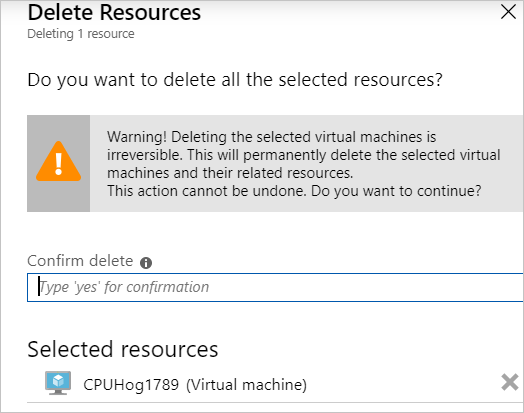 Delete Resources
Deleting 1 resource
Do you want to delete all the selected resources?
Warning! Deleting the selected virtual machines is
irreversible. This will permanently delete the selected virtual
machines and their related resources.
This action cannot be undone. Do you want to continue?
Confirm delete
Type 'yes' for confirmation
Selected resources
CPUHog1789 (Virtual machine)